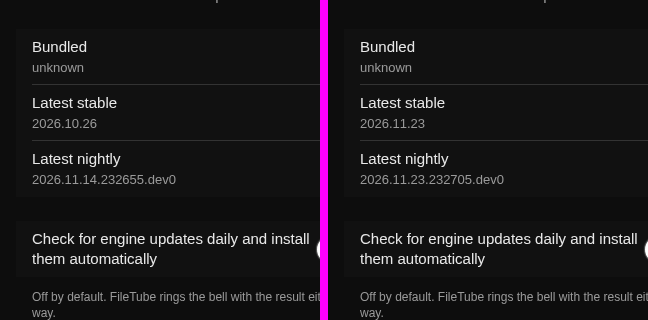 Bundled
unknown
Latest stable
2026.10.26
Latest nightly
2026.11.14.232655.dev0
Check for engine updates daily and install
them automatically
Off by default. FileTube rings the bell with the result eit
way.
Bundled
unknown
Latest stable
2026.11.23
Latest nightly
2026.11.23.232705.dev0
Check for engine updates daily and install
them automatically
Off by default. FileTube rings the bell with the result eit
way.